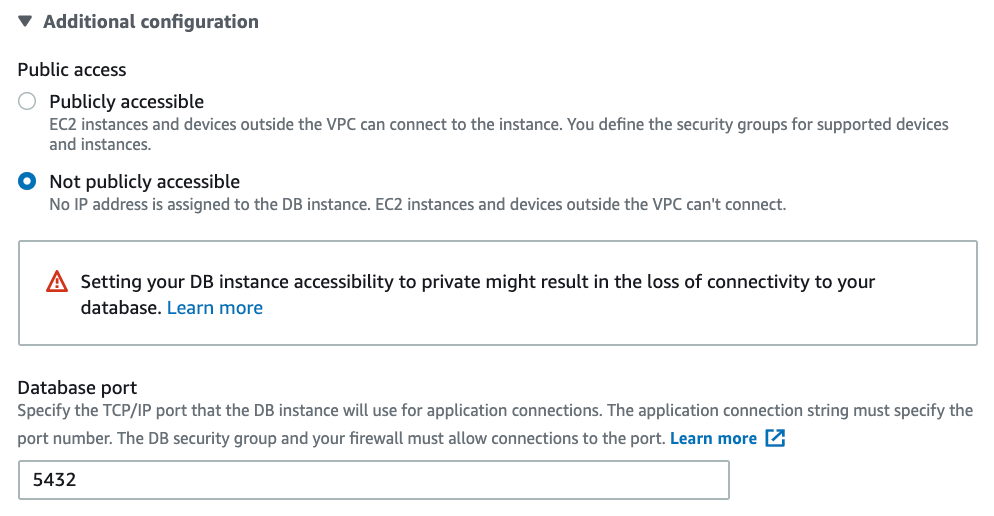 Additional configuration
Public access
Publicly accessible
EC2 instances and devices outside the VPC can connect to the instance. You define the security groups for supported devices
and instances.
Not publicly accessible
No IP address is assigned to the DB instance. EC2 instances and devices outside the VPC can't connect.
Setting your DB instance accessibility to private might result in the loss of connectivity to your
database. Learn more
Database port
Specify the TCP/IP port that the DB instance will use for application connections. The application connection string must specify the
port number. The DB security group and your firewall must allow connections to the port. Learn more
5432